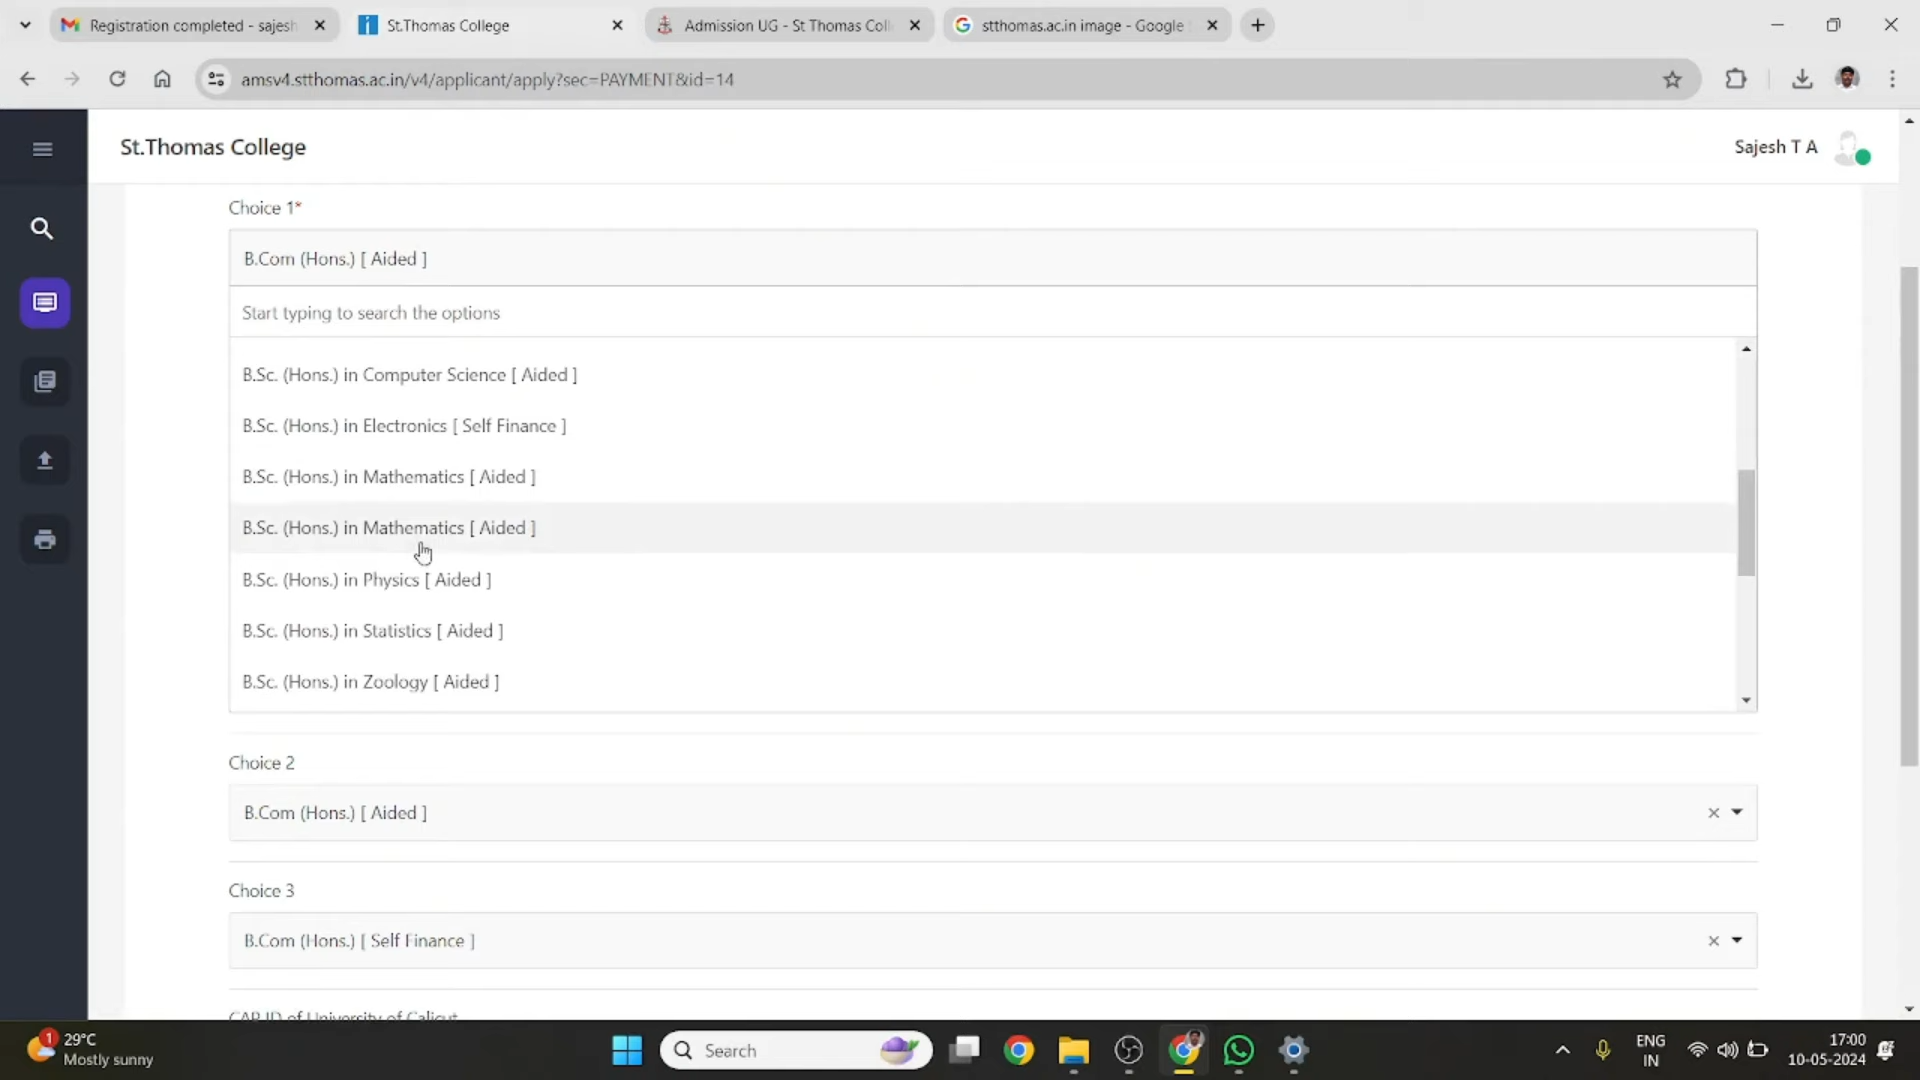 Registration completed - sajesh
St.Thomas College
Admission UG - St Thomas Coll
stthomas.ac.in image - Google
amsv4.stthomas.ac.in/v4/applicant/apply?sec=PAYMENT&id=14
St.Thomas College
Sajesh T A
Choice 1*
B.Com (Hons.) [ Aided ]
Start typing to search the options
B.Sc. (Hons.) in Computer Science [ Aided ]
B.Sc. (Hons.) in Electronics [ Self Finance ]
B.Sc. (Hons.) in Mathematics [ Aided ]
B.Sc. (Hons.) in Mathematics [ Aided ]
B.Sc. (Hons.) in Physics [ Aided ]
B.Sc. (Hons.) in Statistics [ Aided ]
B.Sc. (Hons.) in Zoology [ Aided ]
Choice 2
B.Com (Hons.) [ Aided ]
Choice 3
B.Com (Hons.) [ Self Finance ]
CAP ID of University of Calicut
1
29°C
Mostly sunny
Search
ENG
IN
17:00
10-05-2024